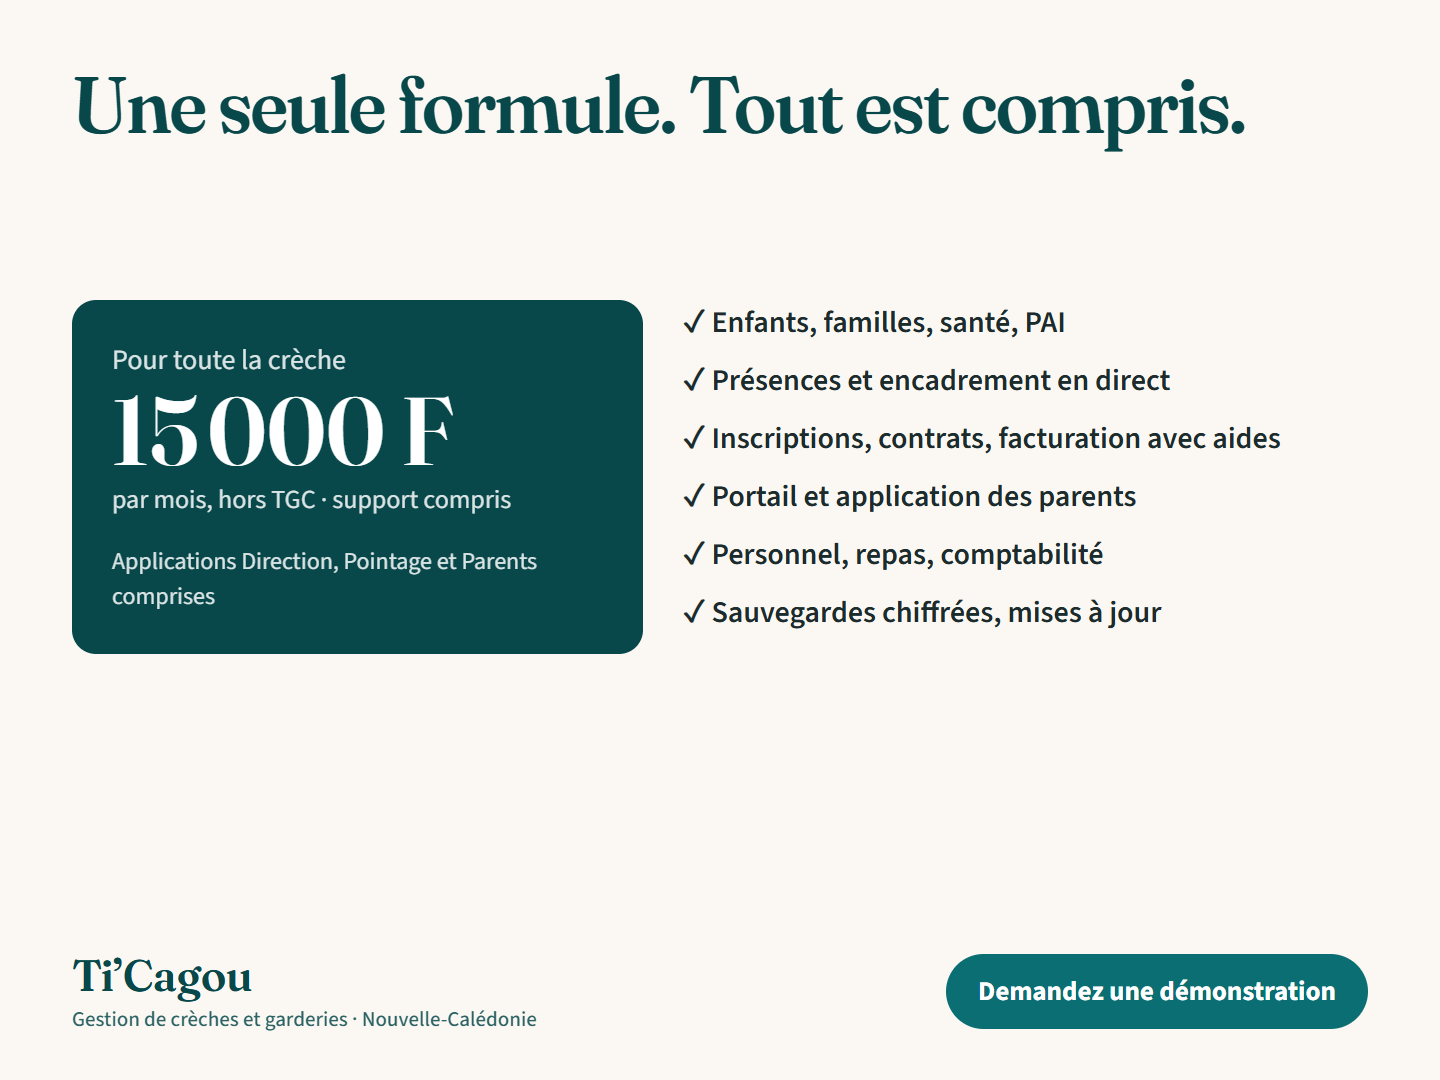 Une seule formule. Tout est compris.
Pour toute la crèche
15 000 F
par mois, hors TGC · support compris
Applications Direction, Pointage et Parents
comprises
✓ Enfants, familles, santé, PAI
✓ Présences et encadrement en direct
✓ Inscriptions, contrats, facturation avec aides
✓ Portail et application des parents
✓ Personnel, repas, comptabilité
✓ Sauvegardes chiffrées, mises à jour
Ti’Cagou
Gestion de crèches et garderies · Nouvelle-Calédonie
Demandez une démonstration